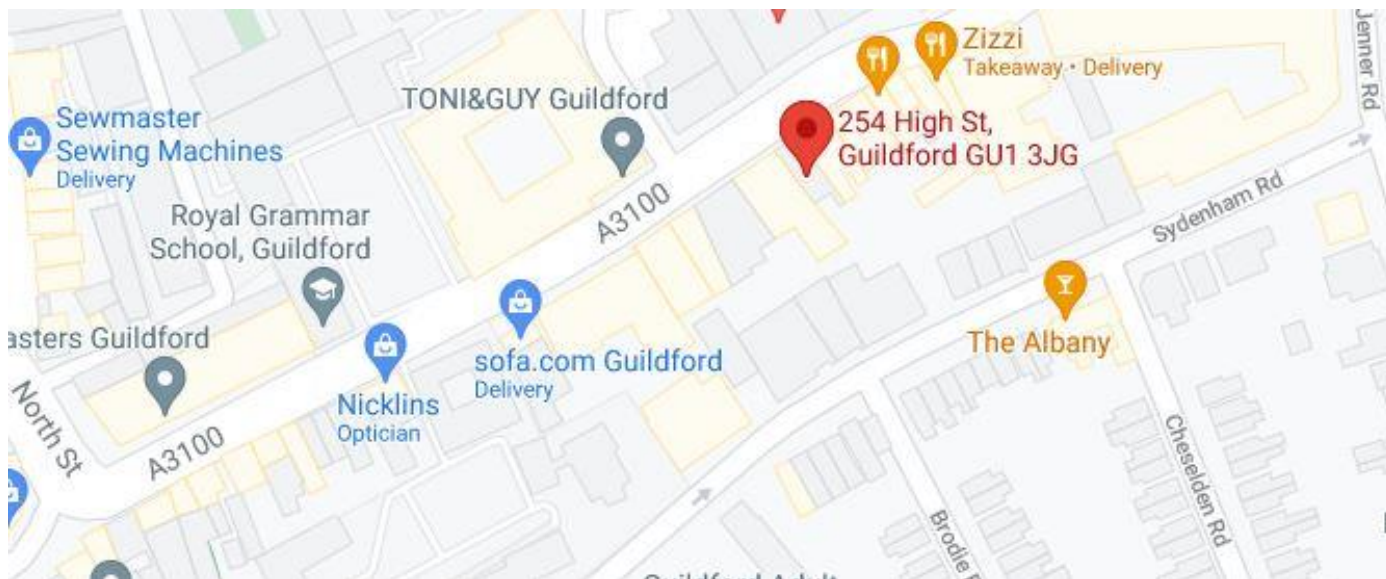 Zizzi
Takeaway • Delivery
Jenner Rd
TONI&GUY Guildford
254 High St,
Guildford GU1 3JG
Sewmaster
Sewing Machines
Delivery
Royal Grammar
School, Guildford
A3100
Sydenham Rd
asters Guildford
sofa.com Guildford
Delivery
The Albany
Nicklins
Optician
North St
A3100
Cheselden Rd
Brodie